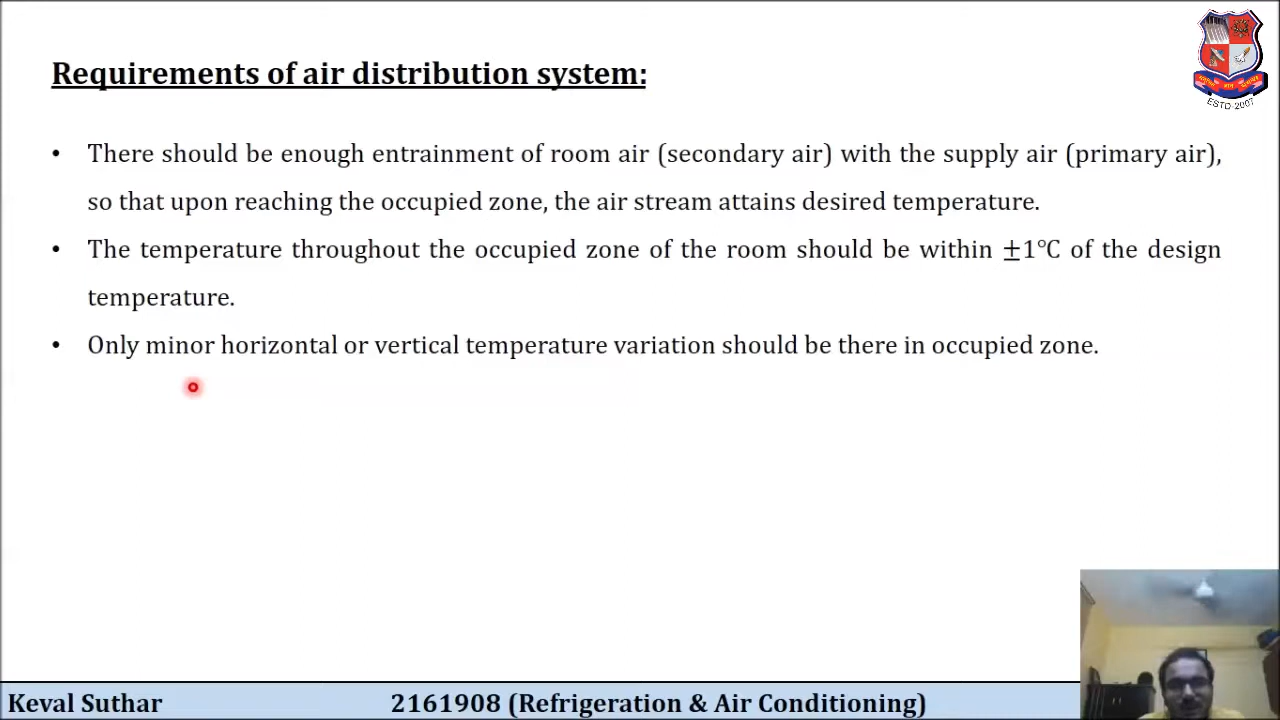 Requirements of air distribution system:
• There should be enough entrainment of room air (secondary air) with the supply air (primary air),
so that upon reaching the occupied zone, the air stream attains desired temperature.
• The temperature throughout the occupied zone of the room should be within ±1℃ of the design
temperature.
• Only minor horizontal or vertical temperature variation should be there in occupied zone.
ESTD-2007
Keval Suthar
2161908 (Refrigeration & Air Conditioning)